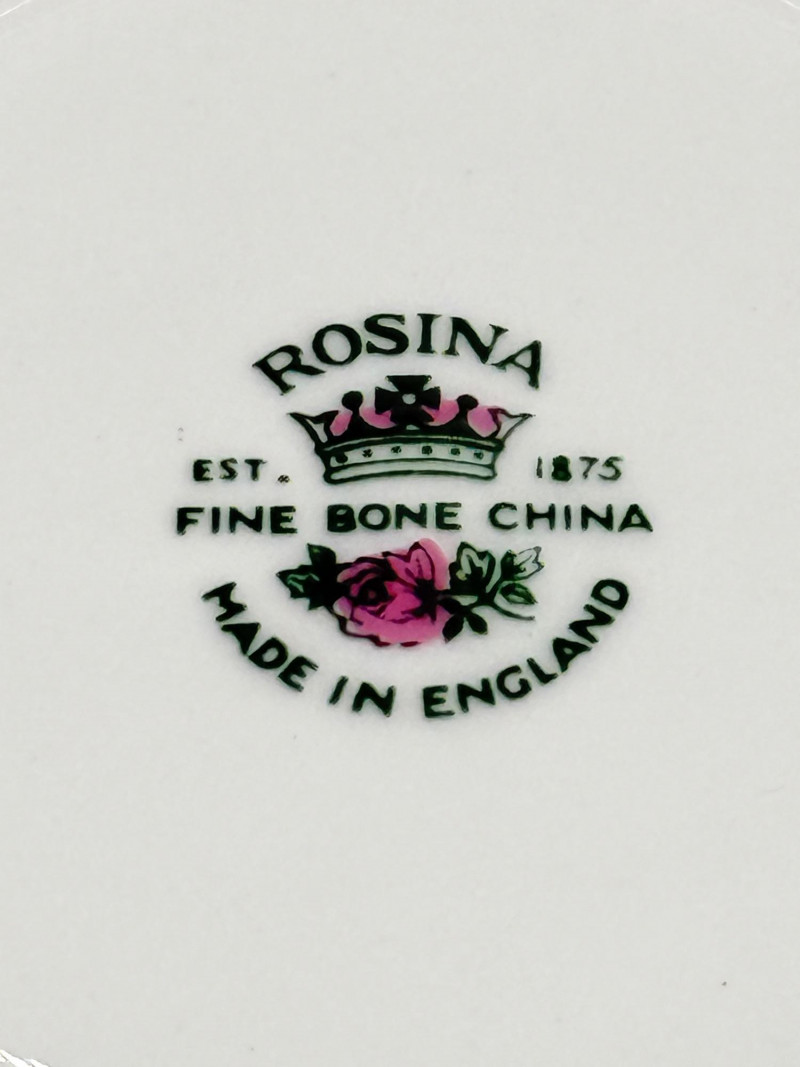 ROSINA
EST. 1875
FINE BONE CHINA
MADE IN ENGLAND